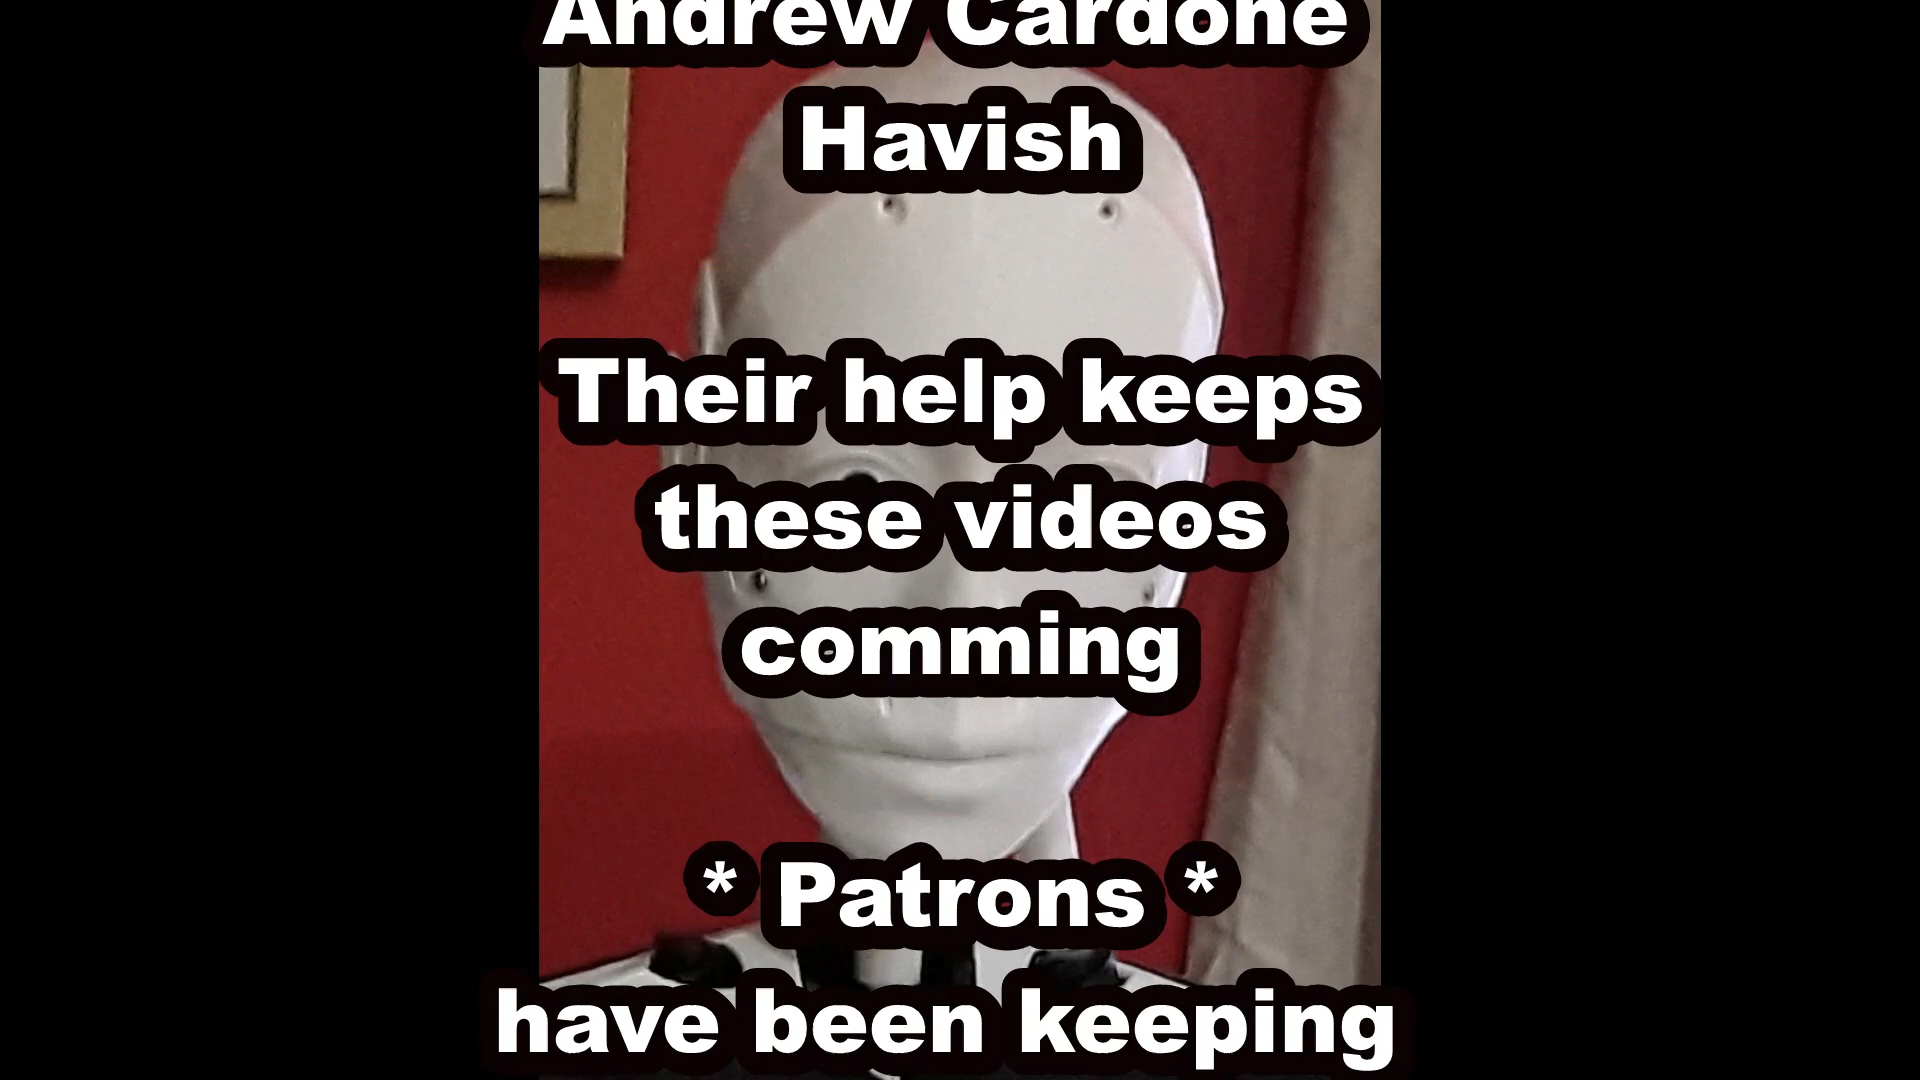 Andrew Cardone
Havish
Their help keeps
these videos
comming
* Patrons *
have been keeping